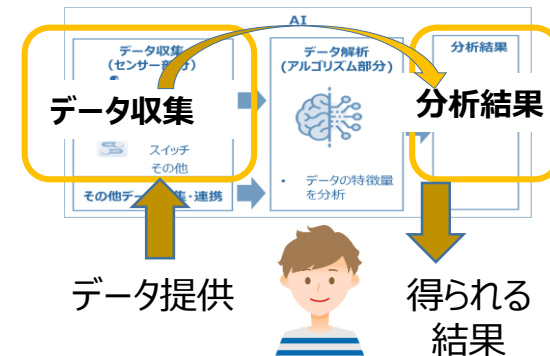 AI
データ収集
(センサー部分)
データ収集
スイッチ
その他
その他デー 集・連携
データ解析
(アルゴリズム部分)
• データの特徴量
を分析
分析結果
分析結果
データ提供
得られる
結果